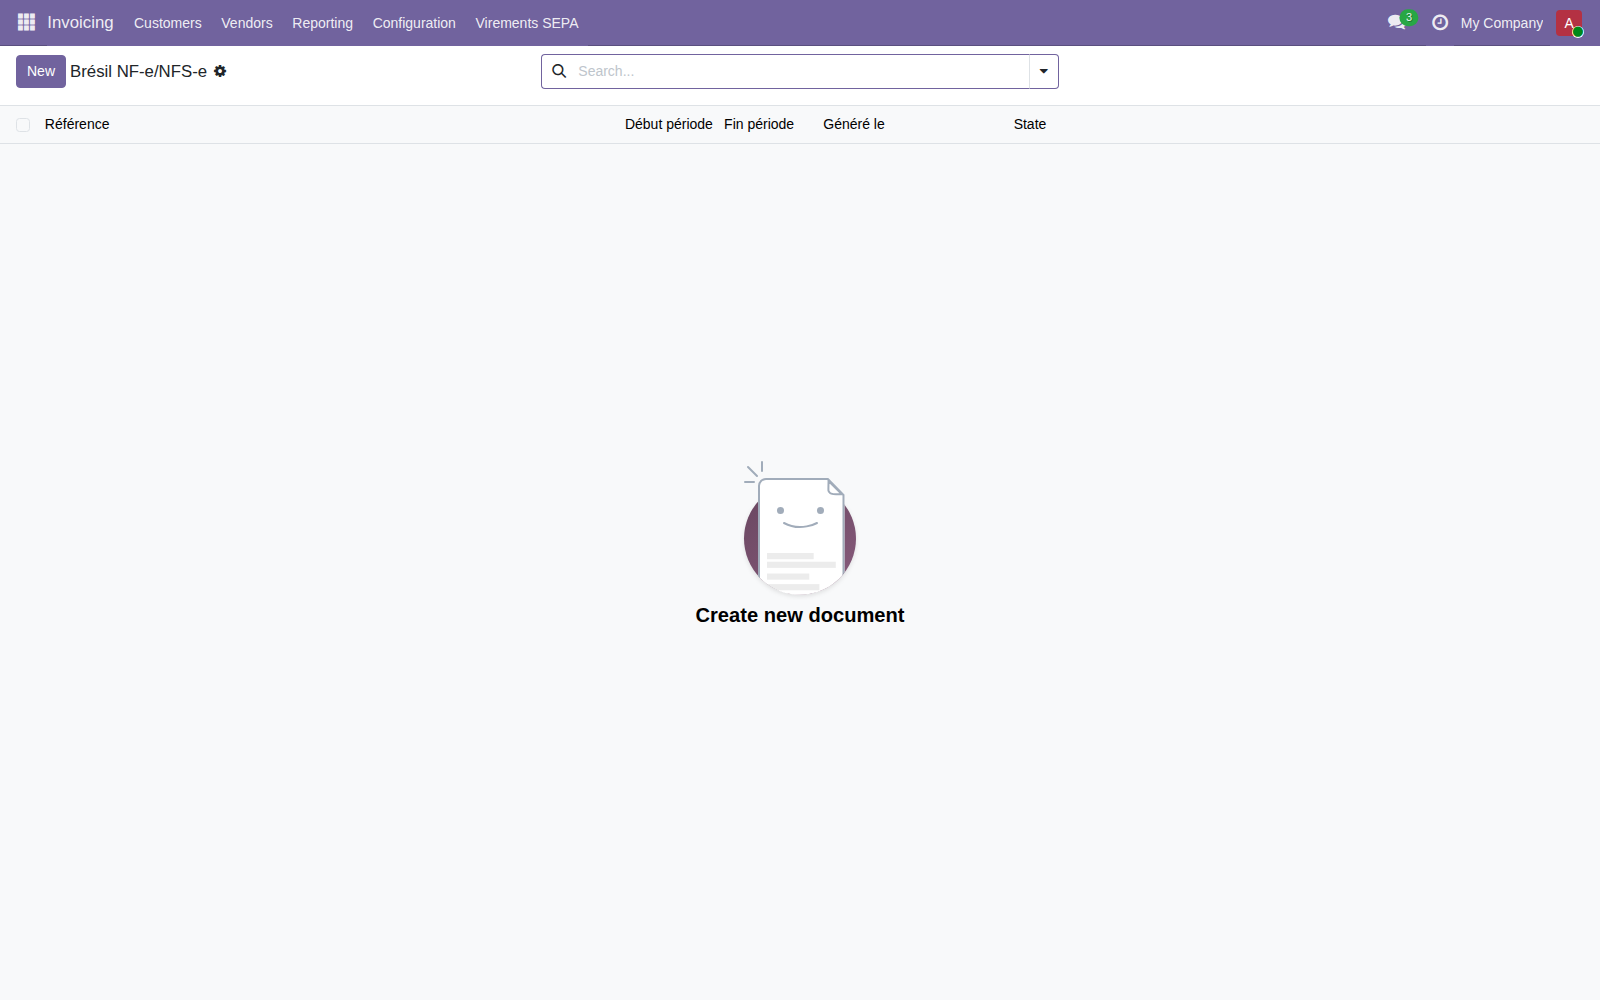 Invoicing Customers Vendors Reporting Configuration Virements SEPA 3 My Company A
New Brésil NF-e/NFS-e Search...
Référence Début période Fin période Généré le State
Create new document